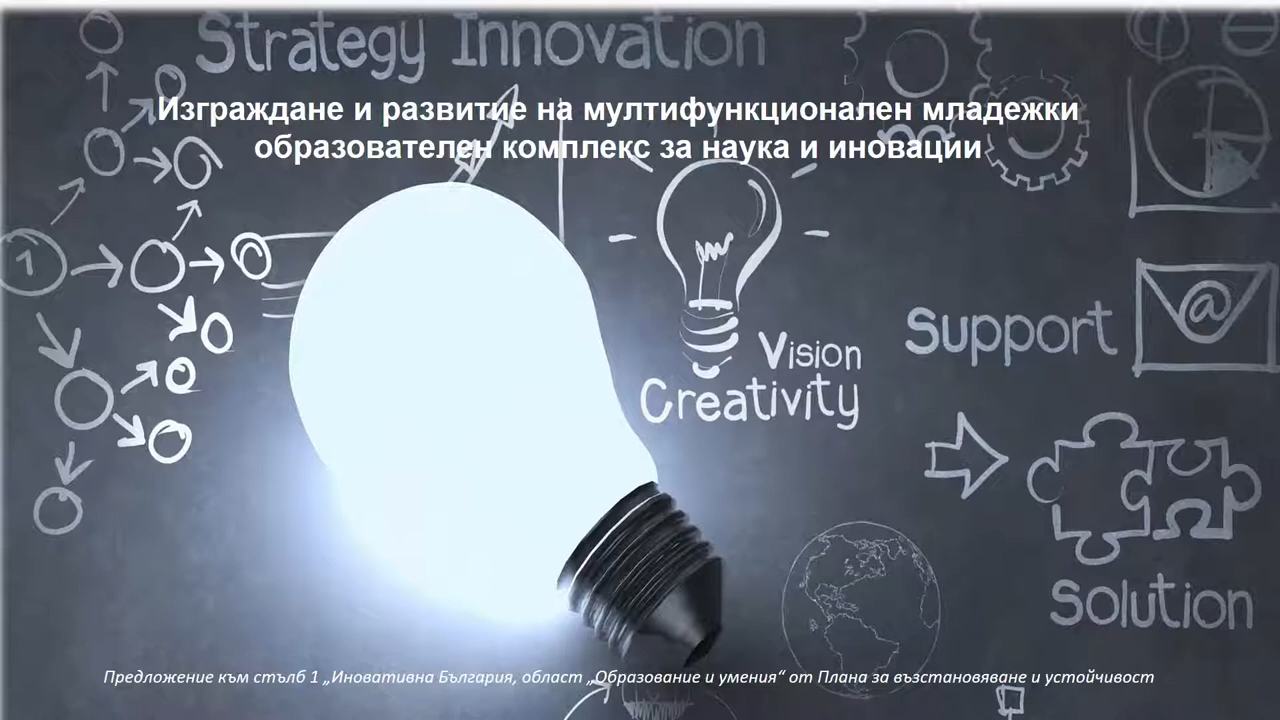 Strategy Innovation
Изграждане и развитие на мултифункционален младежки
образователен комплекс за наука и иновации
1
Vision
Creativity
Support
@
Solution
Предложение към стълб 1 „Иновативна България, област „Образование и умения“ от Плана за възстановяване и устойчивост